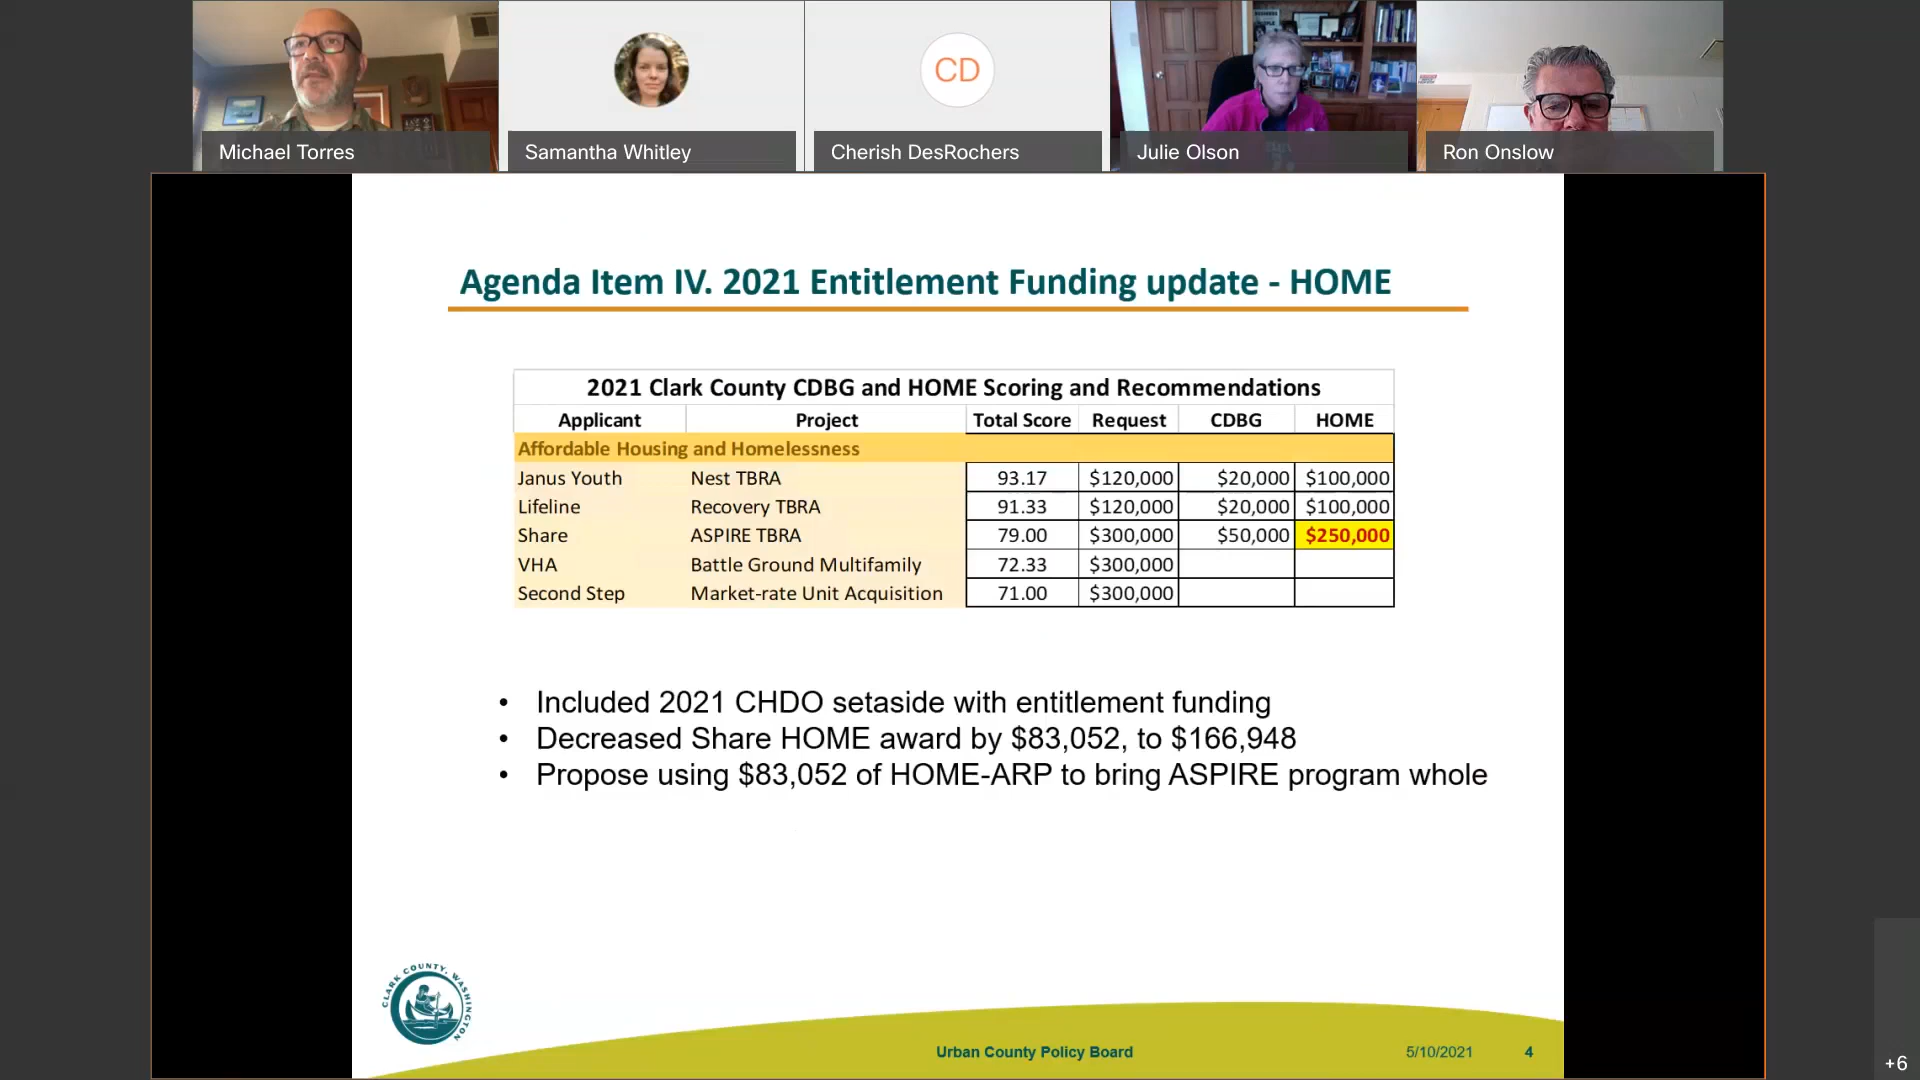 Michael Torres
Samantha Whitley
CD
Cherish DesRochers
Julie Olson
Ron Onslow
Agenda Item IV. 2021 Entitlement Funding update - HOME
2021 Clark County CDBG and HOME Scoring and Recommendations
Applicant Project Total Score Request CDBG HOME
Affordable Housing and Homelessness
Janus Youth Nest TBRA 93.17 $120,000 $20,000 $100,000
Lifeline Recovery TBRA 91.33 $120,000 $20,000 $100,000
Share ASPIRE TBRA 79.00 $300,000 $50,000 $250,000
VHA Battle Ground Multifamily 72.33 $300,000
Second Step Market-rate Unit Acquisition 71.00 $300,000
• Included 2021 CHDO setaside with entitlement funding
• Decreased Share HOME award by $83,052, to $166,948
• Propose using $83,052 of HOME-ARP to bring ASPIRE program whole
CLARK COUNTY, WASHINGTON
Urban County Policy Board
5/10/2021
4
+6